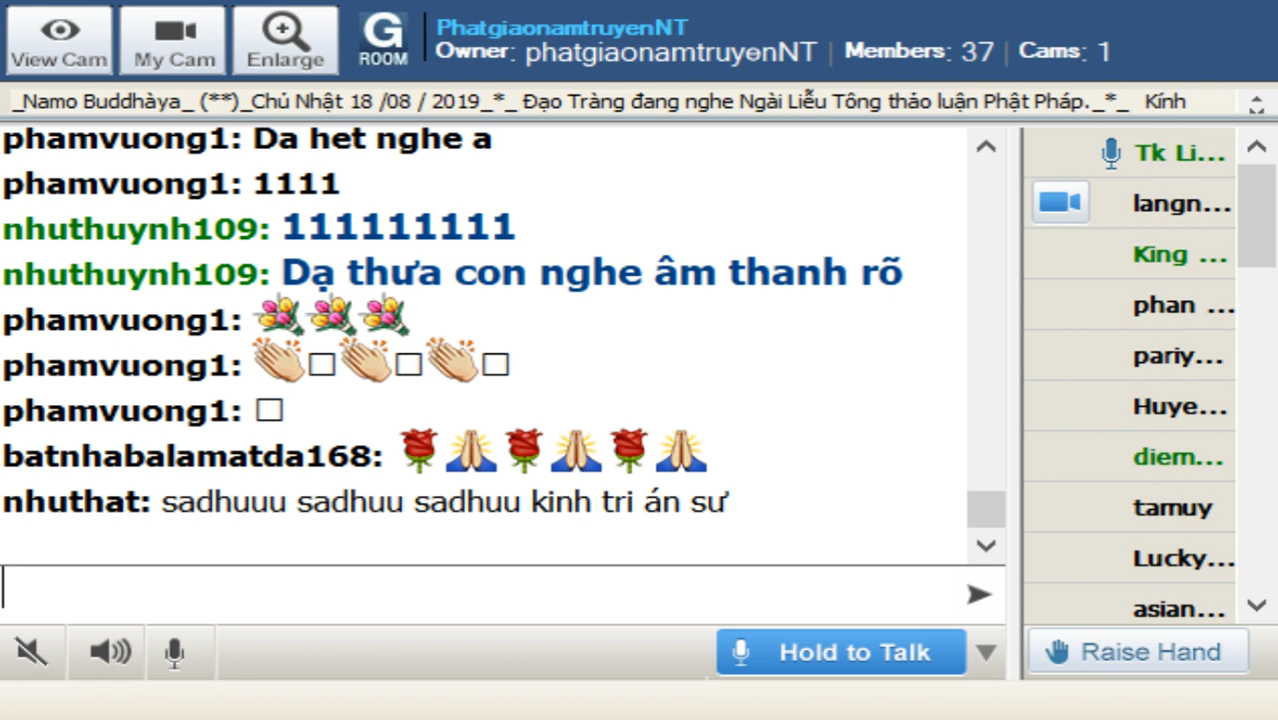 View Cam
My Cam
Enlarge
G
ROOM
PhatgiaonamtruyenNT
Owner: phatgiaonamtruyenNT | Members: 37 | Cams: 1
_Namo Buddhàya_ (**)_Chủ Nhật 18 /08 / 2019_*_ Đạo Tràng đang nghe Ngài Liễu Tông thảo luận Phật Pháp._*_ Kính
phamvuong1: Da het nghe a
phamvuong1: 1111
nhuthuynh109: 111111111
nhuthuynh109: Dạ thưa con nghe âm thanh rõ
phamvuong1: 💐💐💐
phamvuong1: 👏□👏□👏□
phamvuong1: □
batnhabalamatda168: 🌹🙏🌹🙏🌹🙏
nhuthat: sadhuuu sadhuu sadhuu kinh tri án sư
Tk Li...
langn...
King ...
phan ...
pariy...
Huye...
diem...
tamuy
Lucky...
asian...
Hold to Talk
Raise Hand